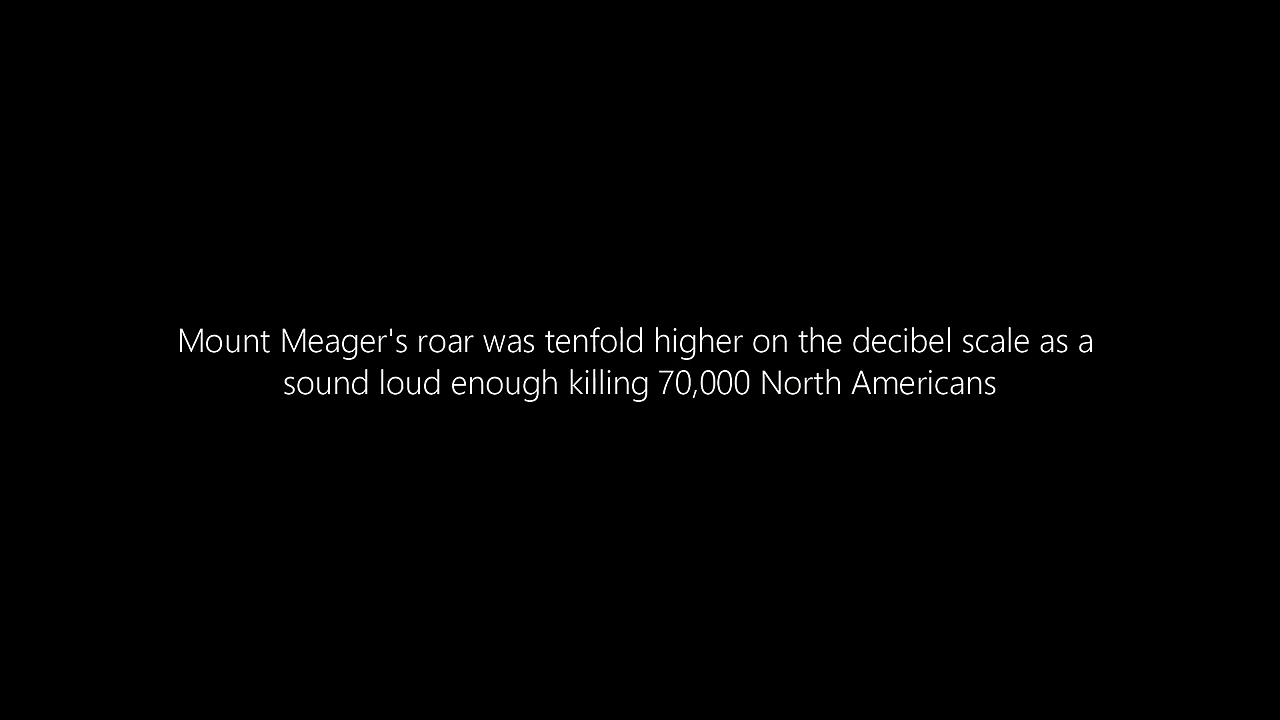 Mount Meager's roar was tenfold higher on the decibel scale as a
sound loud enough killing 70,000 North Americans